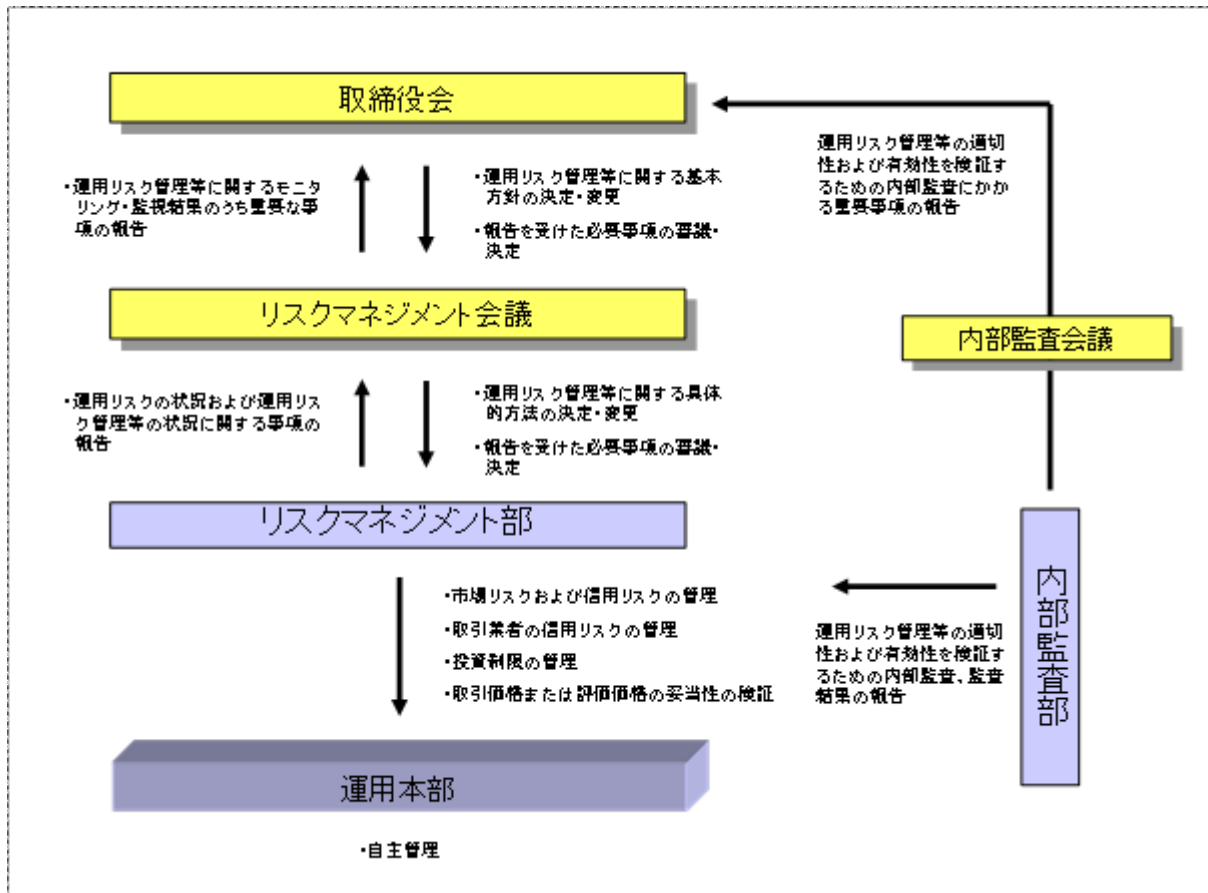 取締役会
・運用リスク管理等に関するモニ
タリング・監視結果のうち重要な事
項の報告
・運用リスク管理等に関する基本
方針の決定・変更
・報告を受けた必要事項の審議・
決定
運用リスク管理等の適切
性および有効性を検証す
るための内部監査にかか
る重要事項の報告
リスクマネジメント会議
内部監査会議
・運用リスクの状況および運用リス
ク管理等の状況に関する事項の
報告
・運用リスク管理等に関する具体
的方法の決定・変更
・報告を受けた必要事項の審議・
決定
リスクマネジメント部
内部監査部
・市場リスクおよび信用リスクの管理
・取引業者の信用リスクの管理
・投資制限の管理
・取引価格または評価価格の妥当性の検証
運用リスク管理等の適切
性および有効性を検証す
るための内部監査、監査
結果の報告
運用本部
・自主管理